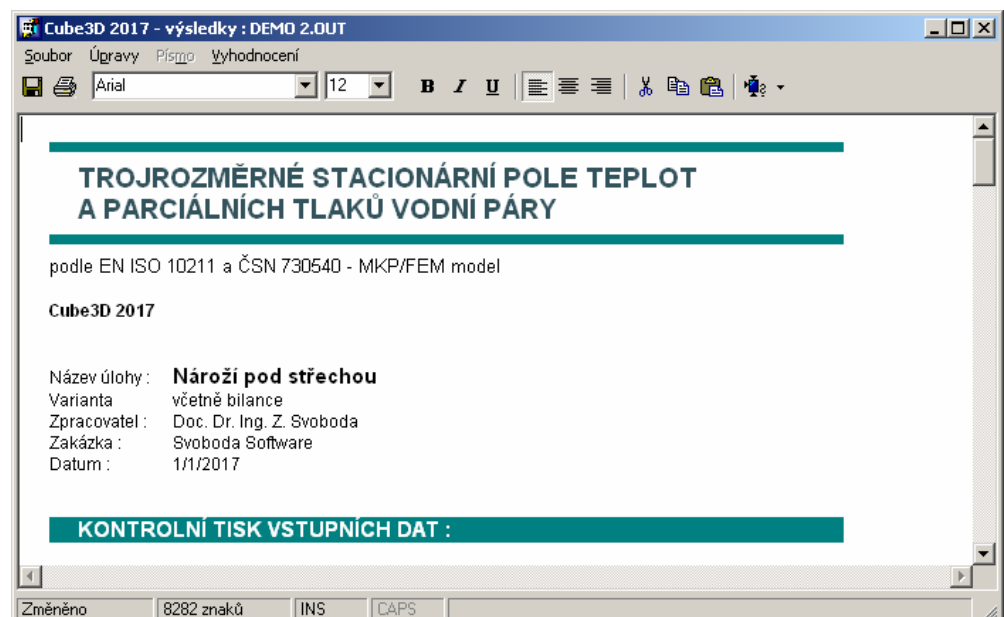 Cube3D 2017 - výsledky : DEMO 2.OUT
Soubor Úpravy Písmo Vyhodnocení
Arial 12 B I U
TROJROZMĚRNÉ STACIONÁRNÍ POLE TEPLOT
A PARCIÁLNÍCH TLAKŮ VODNÍ PÁRY
podle EN ISO 10211 a ČSN 730540 - MKP/FEM model
Cube3D 2017
Název úlohy : Nároží pod střechou
Varianta včetně bilance
Zpracovatel : Doc. Dr. Ing. Z. Svoboda
Zakázka : Svoboda Software
Datum : 1/1/2017
KONTROLNÍ TISK VSTUPNÍCH DAT :
Změněno 8282 znaků INS CAPS